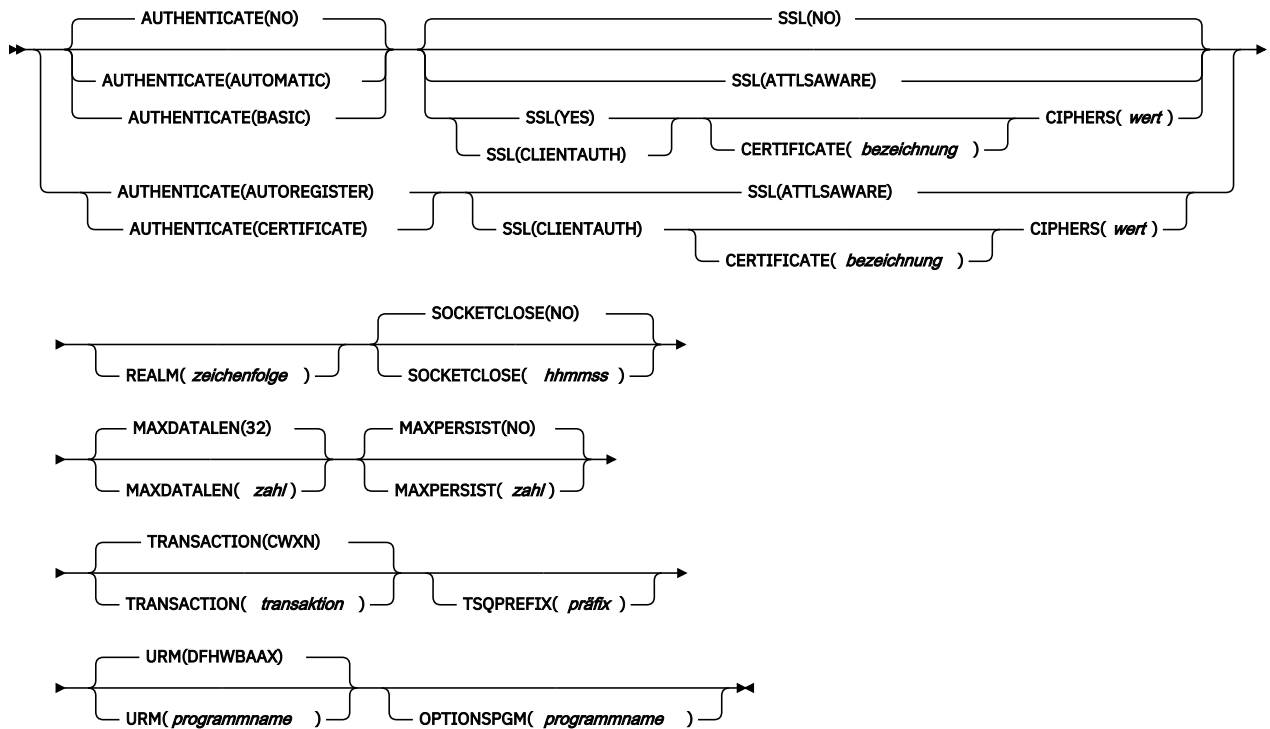 AUTHENTICATE(NO) SSL(NO)
AUTHENTICATE(AUTOMATIC) SSL(ATTLSAWARE)
AUTHENTICATE(BASIC) SSL(YES) CIPHERS( wert )
SSL(CLIENTAUTH) CERTIFICATE( bezeichnung )
AUTHENTICATE(AUTOREGISTER) SSL(ATTLSAWARE)
AUTHENTICATE(CERTIFICATE) SSL(CLIENTAUTH) CIPHERS( wert )
CERTIFICATE( bezeichnung )
SOCKETCLOSE(NO)
REALM( zeichenfolge ) SOCKETCLOSE( hhmmss )
MAXDATALEN(32) MAXPERSIST(NO)
MAXDATALEN( zahl ) MAXPERSIST( zahl )
TRANSACTION(CWXN)
TRANSACTION( transaktion ) TSQPREFIX( präfix )
URM(DFHWBAAX)
URM( programmname ) OPTIONSPGM( programmname )